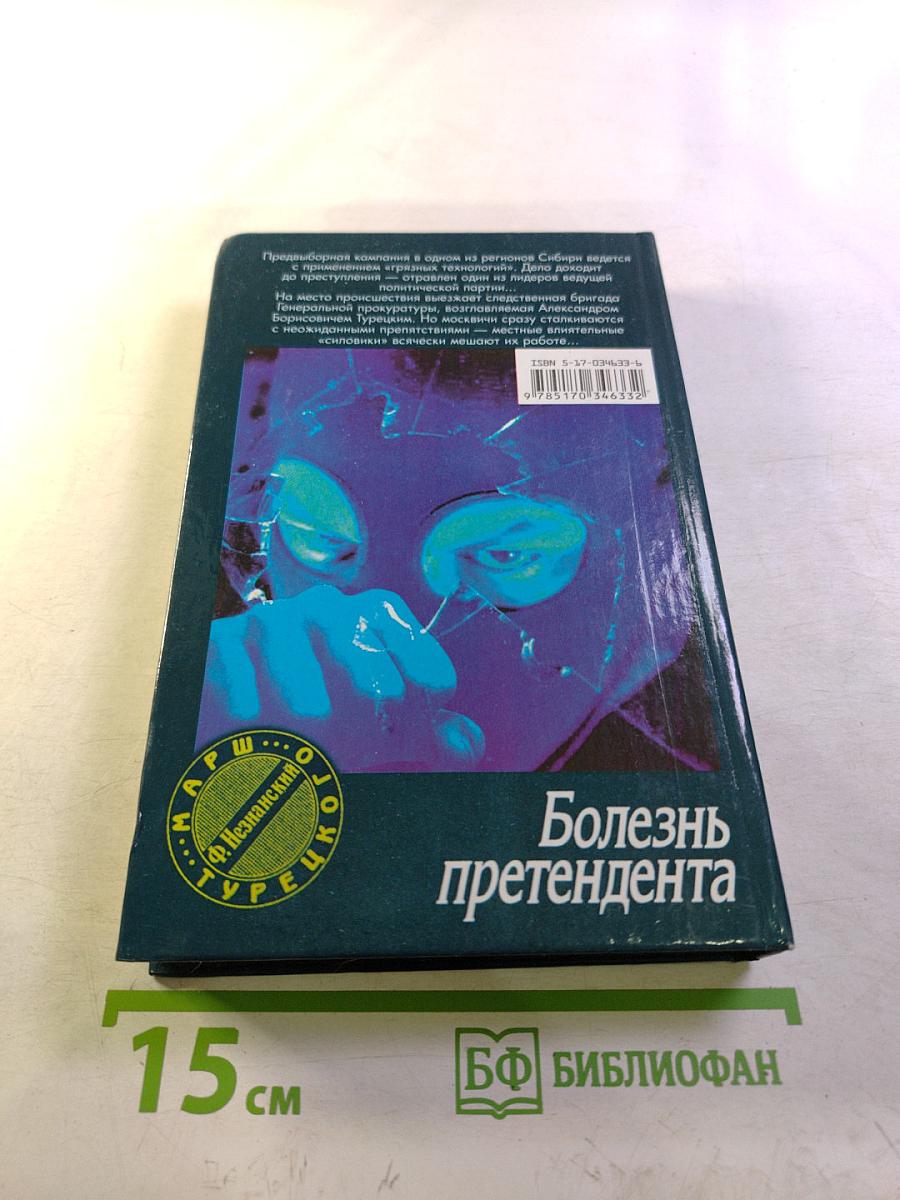 Предвыборная кампания в одном из регионов Сибири ведется
с применением «грязных технологий». Дело доходит
до преступления — отравлен один из лидеров ведущей
политической партии...
На место происшествия выезжает следственная бригада
Генеральной прокуратуры, возглавляемая Александром
Борисовичем Турецким. Но москвичи сразу сталкиваются
с неожиданными препятствиями — местные влиятельные
«силовики» всячески мешают их работе...
ISBN 5-17-034633-6
9 785170 346332
...МАРШ...
Ф. Незнанский
ТУРЕЦКОГО
Болезнь
претендента
15 см
БФ БИБЛИОФАН